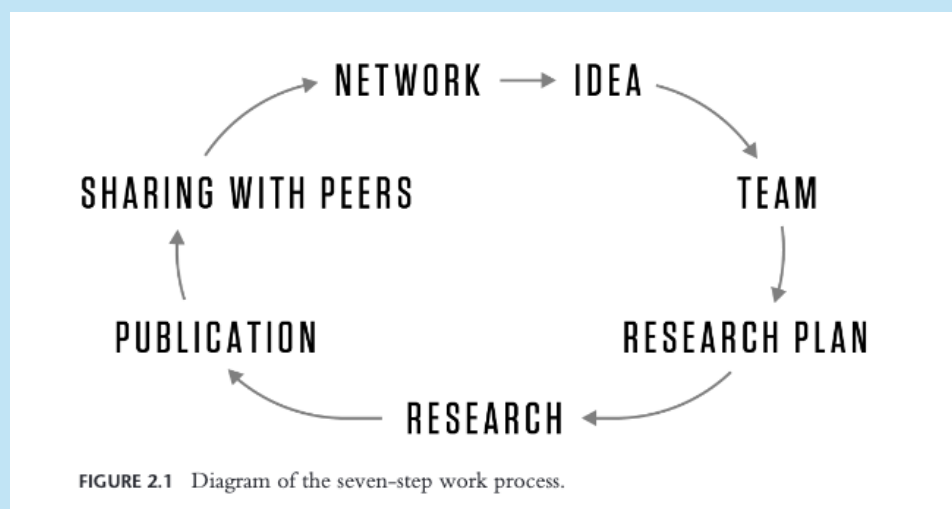 NETWORK
IDEA
SHARING WITH PEERS
TEAM
PUBLICATION
RESEARCH PLAN
RESEARCH
FIGURE 2.1 Diagram of the seven-step work process.